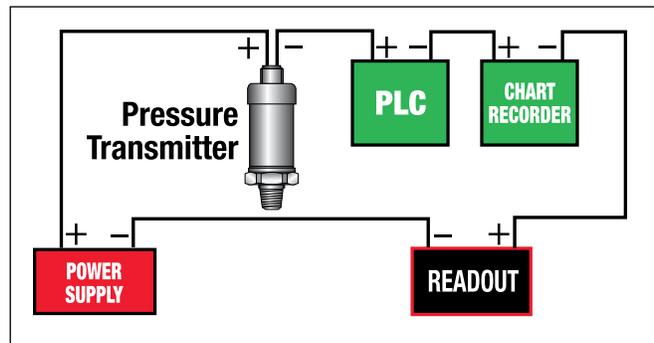 + −
+ −
+ −
PLC
CHART
RECORDER
Pressure
Transmitter
+ −
− +
POWER
SUPPLY
READOUT